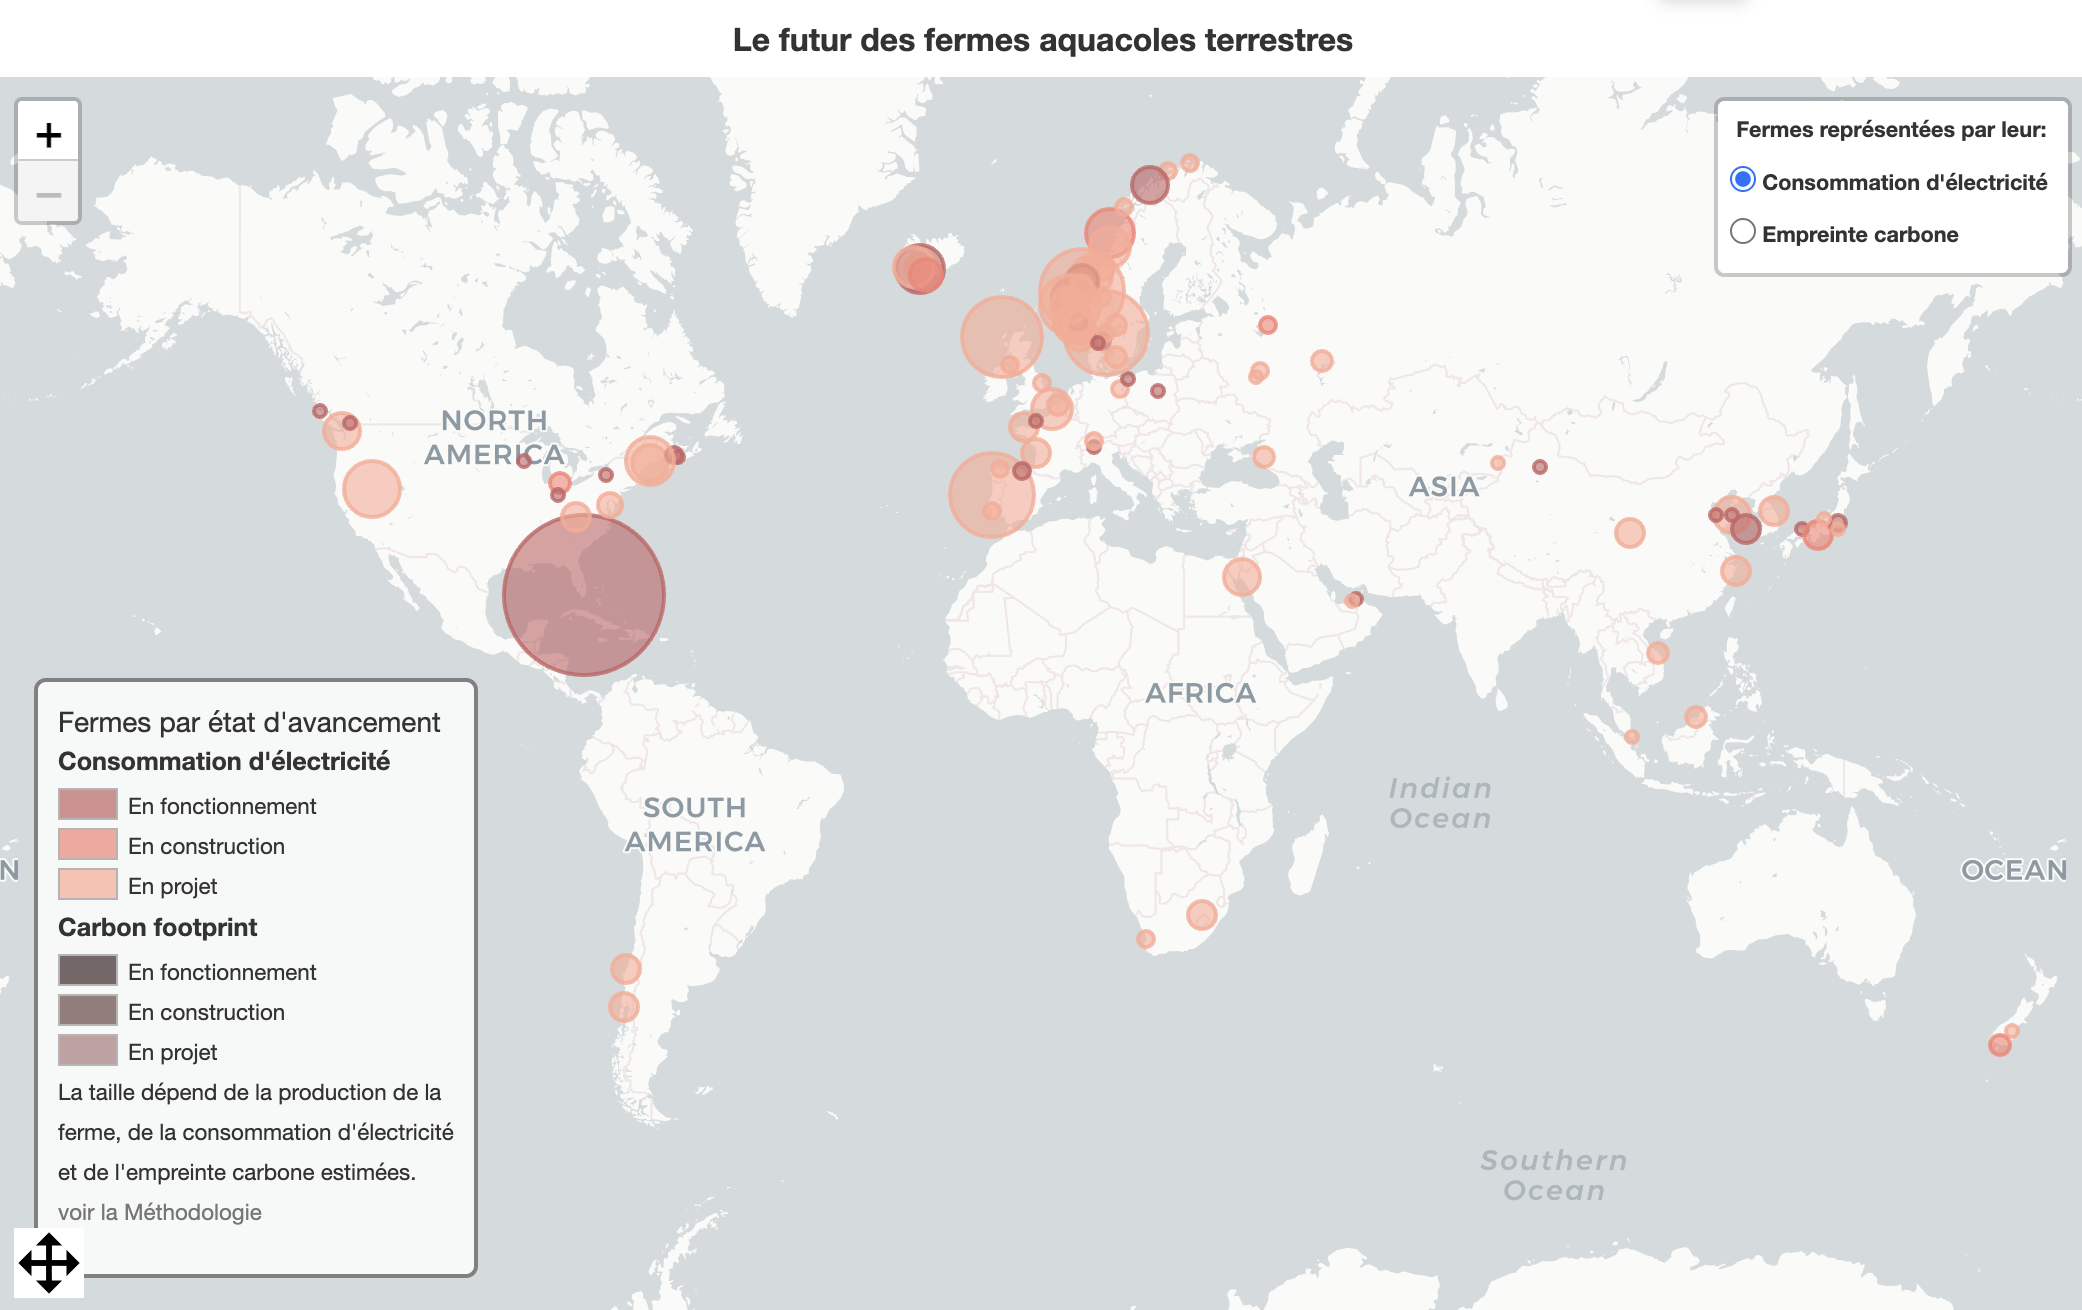 Le futur des fermes aquacoles terrestres
+
−
Fermes représentées par leur:
Consommation d'électricité
Empreinte carbone
NORTH
AMERICA
ASIA
AFRICA
SOUTH
AMERICA
Indian
Ocean
N
OCEAN
Southern
Ocean
Fermes par état d'avancement
Consommation d'électricité
En fonctionnement
En construction
En projet
Carbon footprint
En fonctionnement
En construction
En projet
La taille dépend de la production de la
ferme, de la consommation d'électricité
et de l'empreinte carbone estimées.
voir la Méthodologie